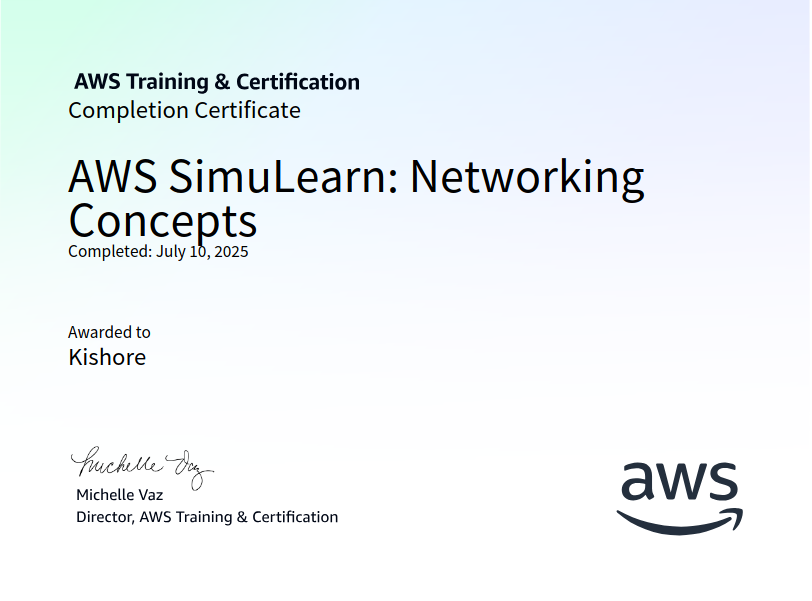 AWS Training & Certification
Completion Certificate
AWS SimuLearn: Networking
Concepts
Completed: July 10, 2025
Awarded to
Kishore
Michelle Vaz
Michelle Vaz
Director, AWS Training & Certification
aws